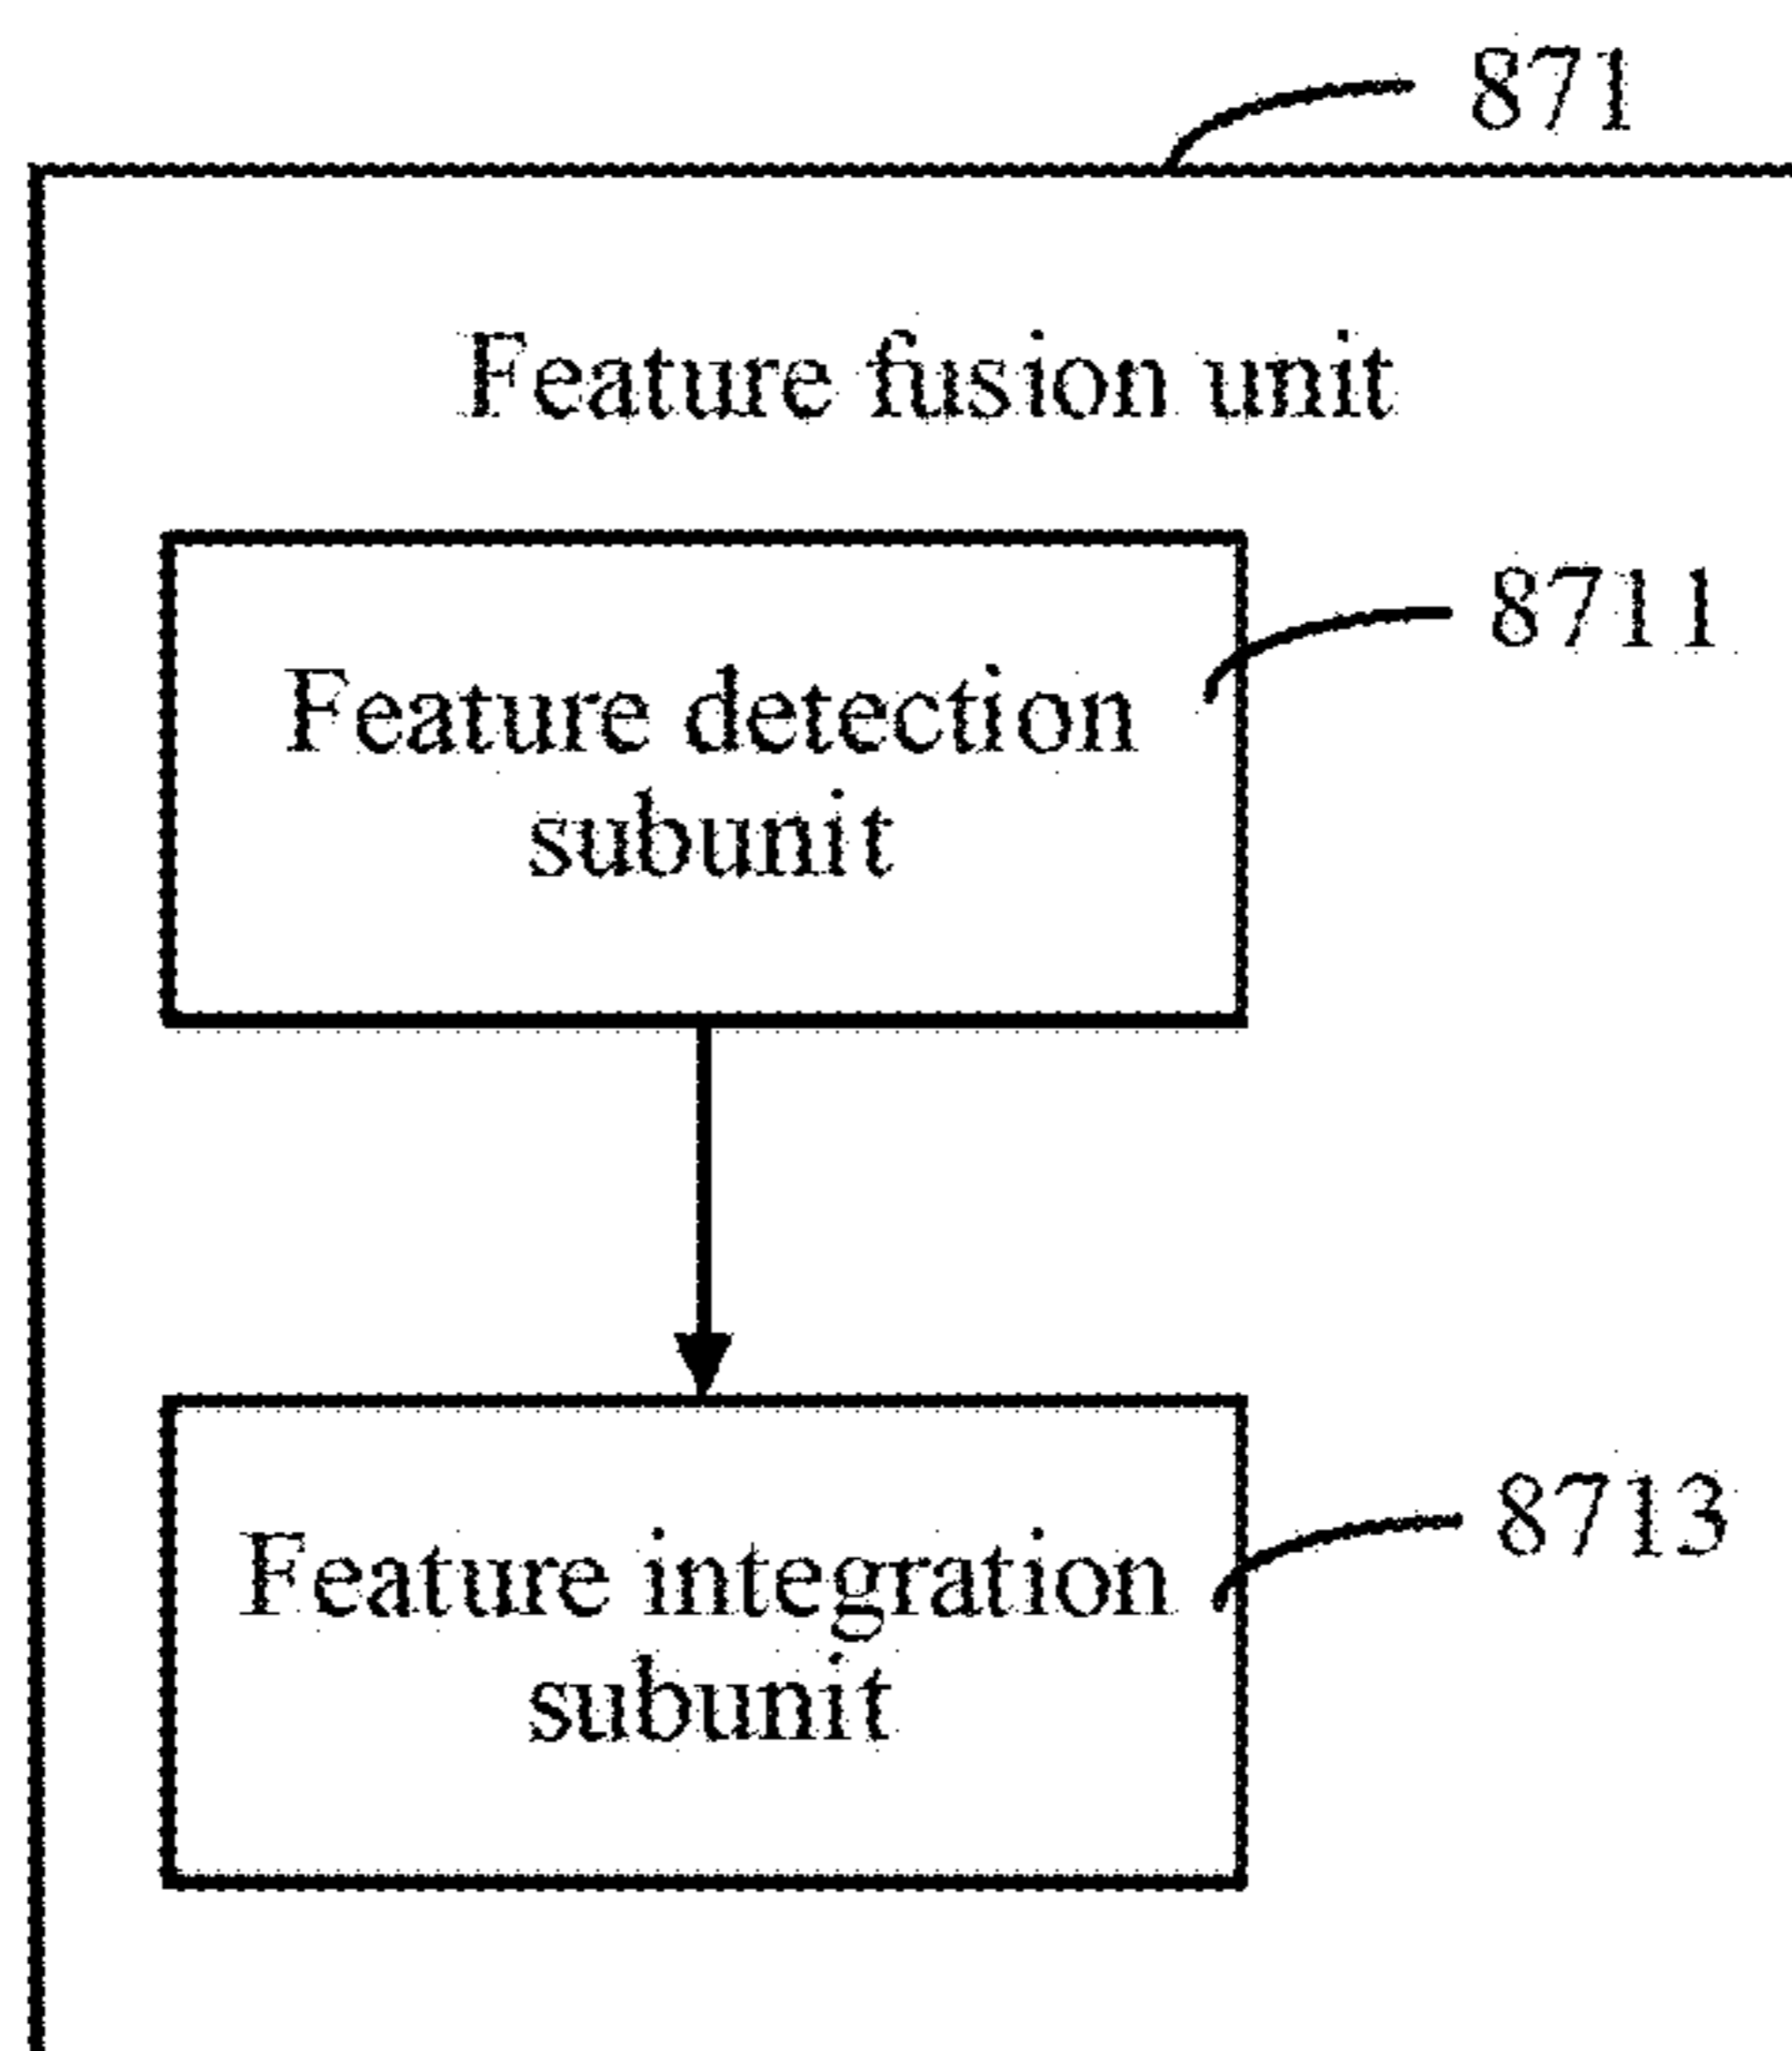 871
Feature fusion unit
8711
Feature detection
subunit
8713
Feature integration
subunit